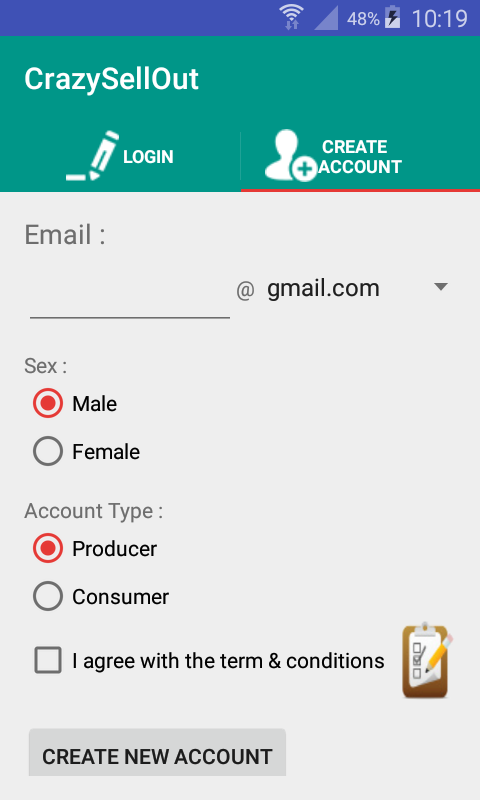 48% 10:19
CrazySellOut
LOGIN
CREATE
ACCOUNT
Email :
@ gmail.com
Sex :
Male
Female
Account Type :
Producer
Consumer
I agree with the term & conditions
CREATE NEW ACCOUNT